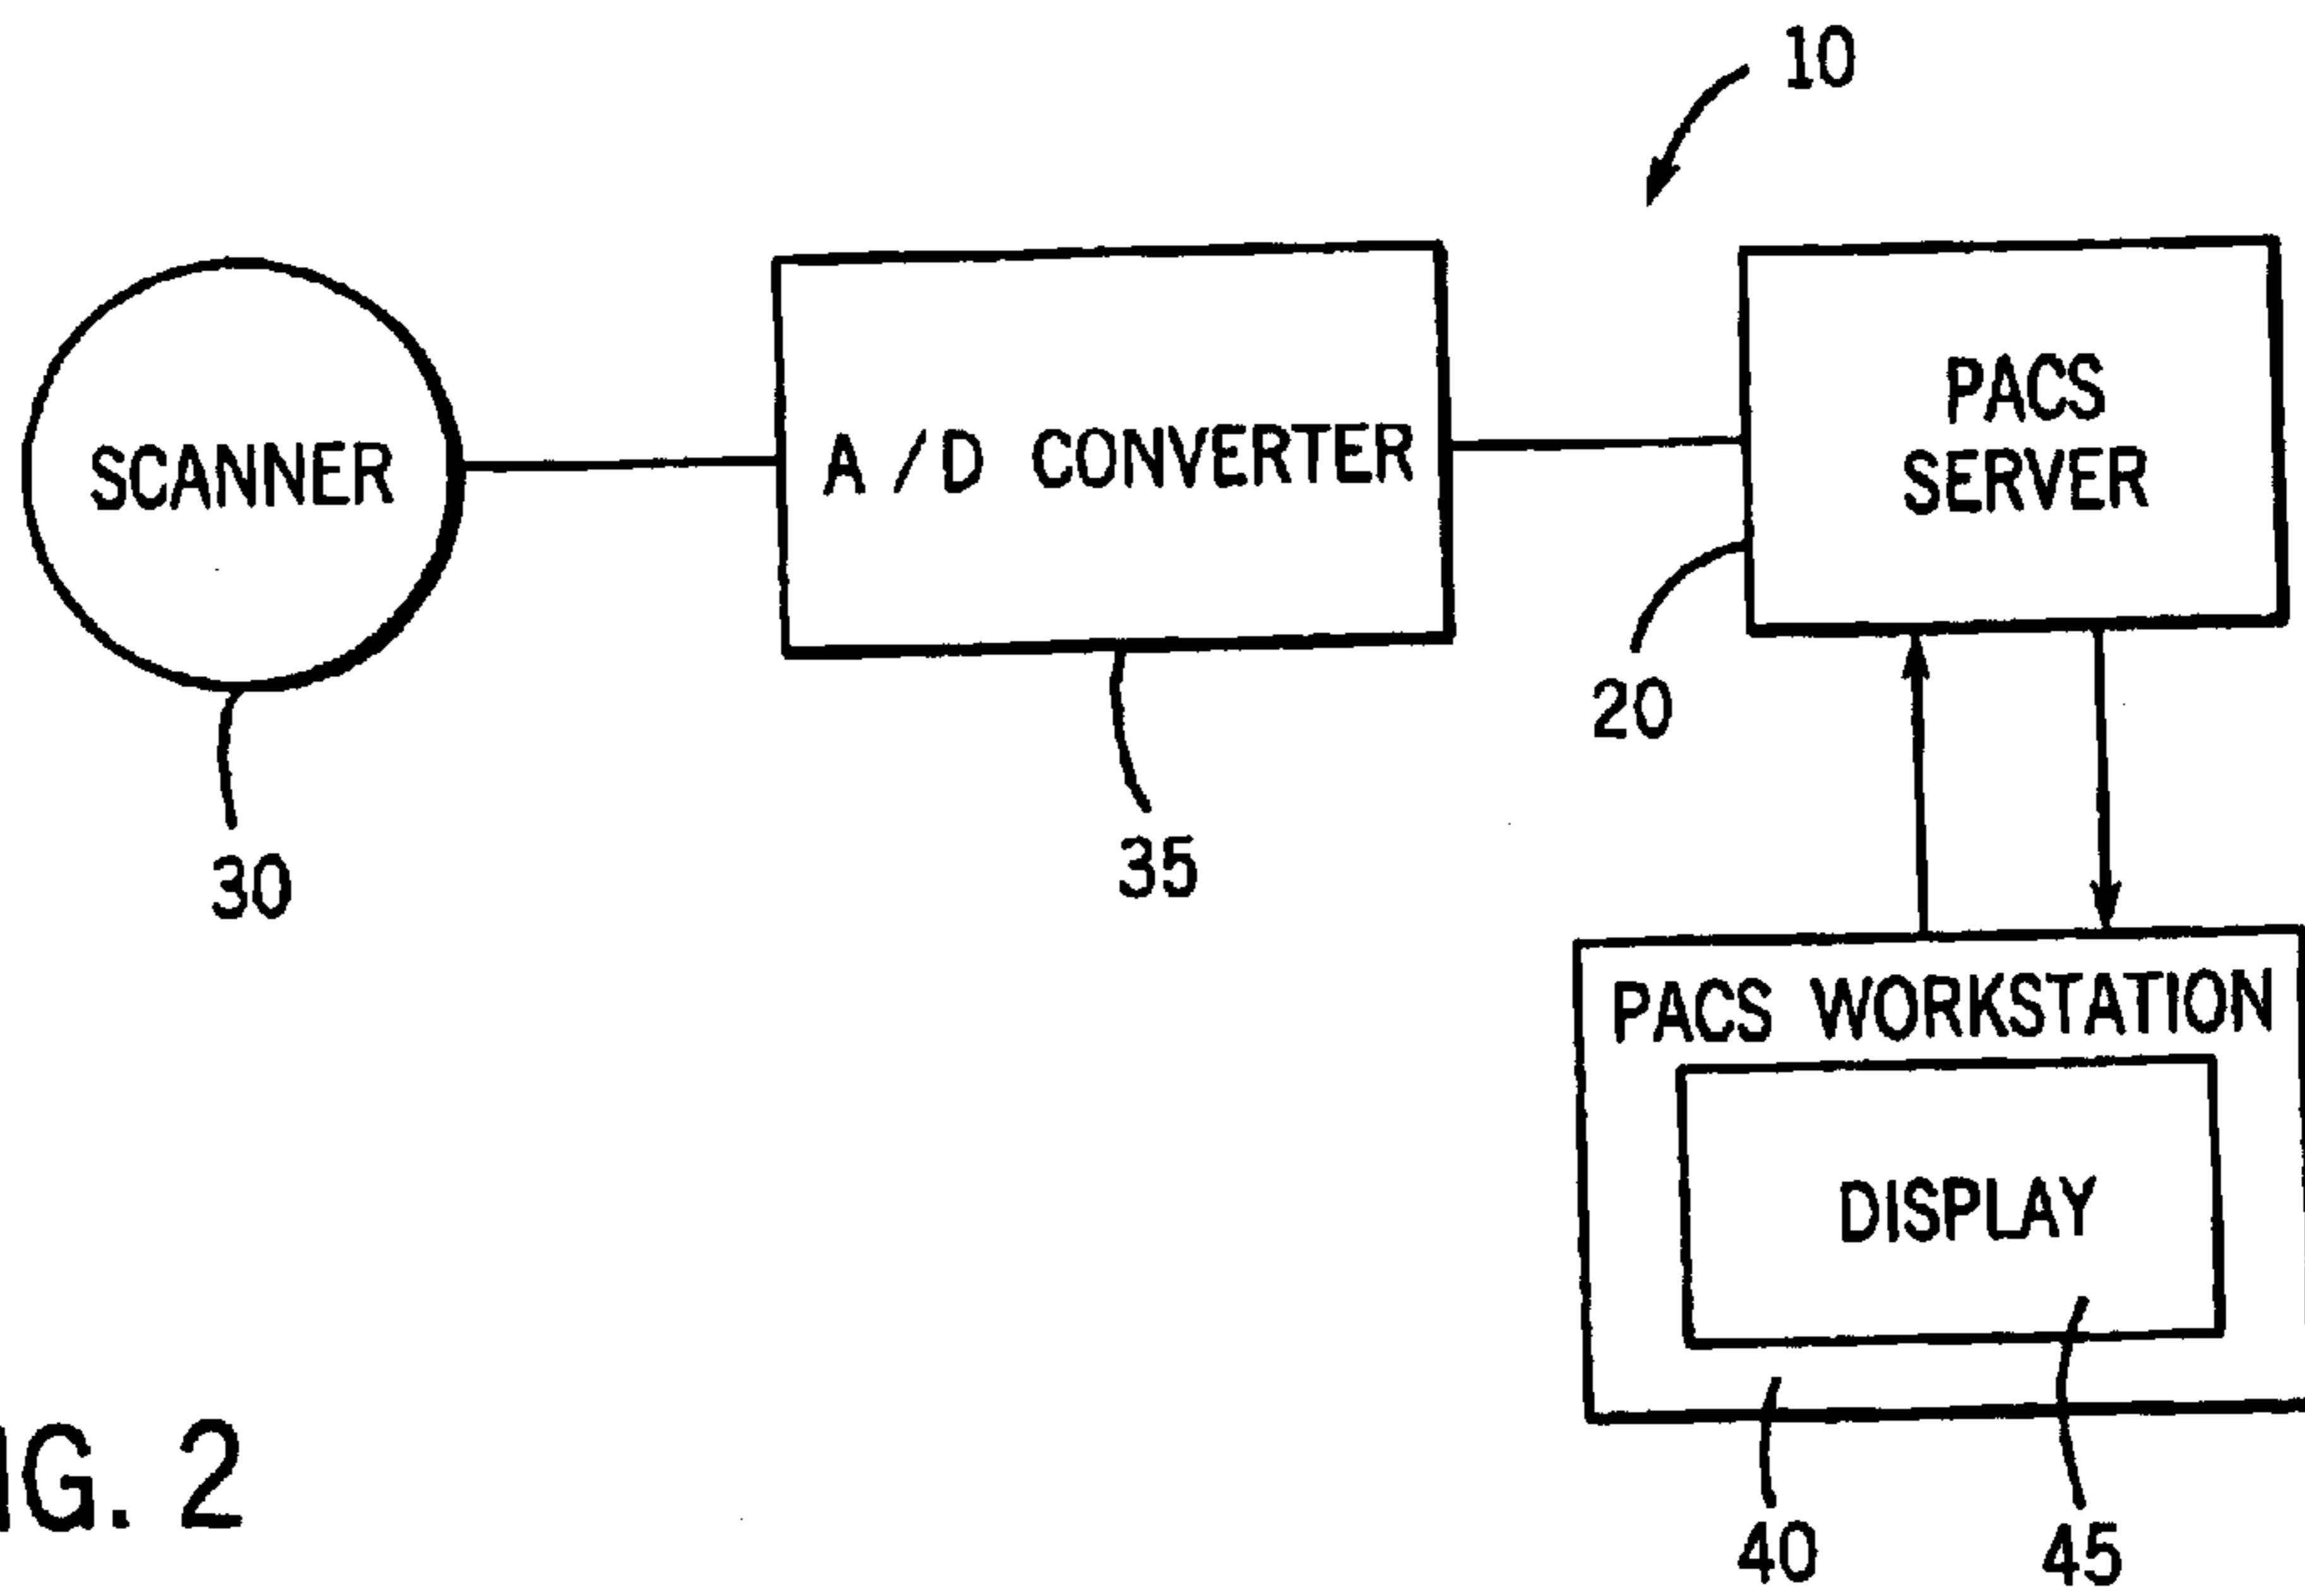 10
SCANNER
A/D CONVERTER
PACS
SERVER
20
30
35
PACS WORKSTATION
DISPLAY
40
45
IG. 2